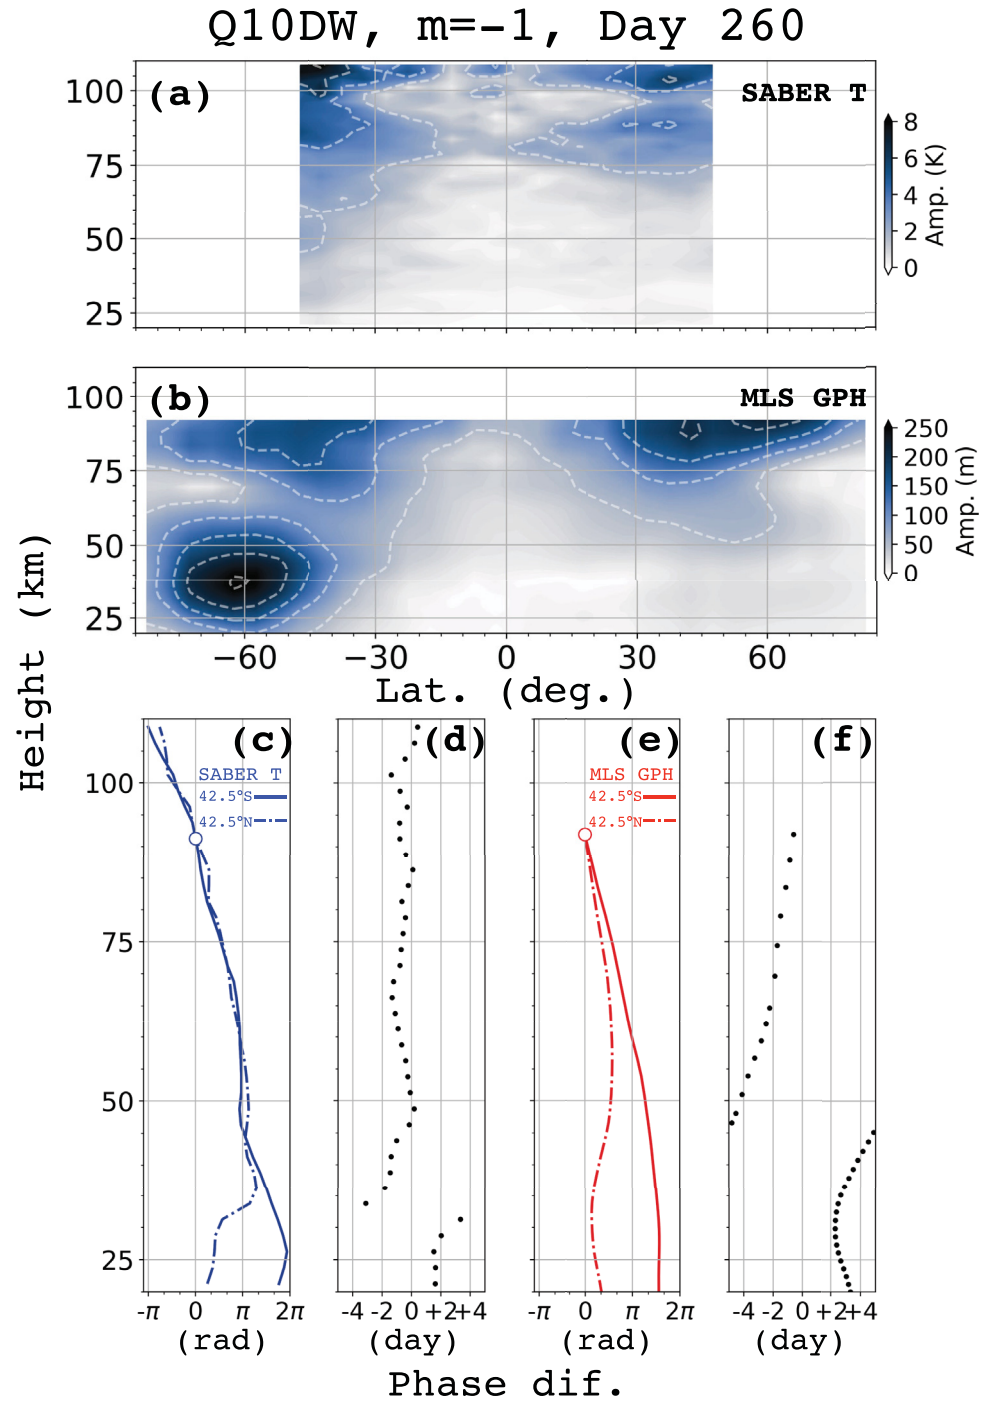 Q10DW, m=−1, Day 260
(a)
SABER T
100
75
50
25
8
6
4
2
0
Amp. (K)
(b)
MLS GPH
100
75
50
25
250
200
150
100
50
0
Amp. (m)
−60 −30 0 30 60
Lat. (deg.)
Height (km)
(c) (d) (e) (f)
SABER T
42.5°S
42.5°N
MLS GPH
42.5°S
42.5°N
100
75
50
25
-π 0 π 2π
-4 -2 0 +2 +4
-π 0 π 2π
-4 -2 0 +2 +4
(rad) (day) (rad) (day)
Phase dif.